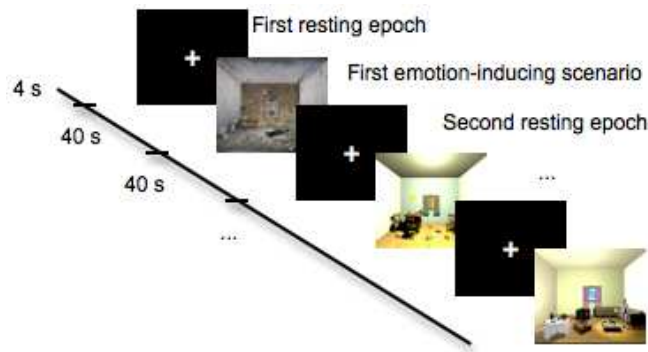 First resting epoch
First emotion-inducing scenario
4 s
Second resting epoch
40 s
...
40 s
...